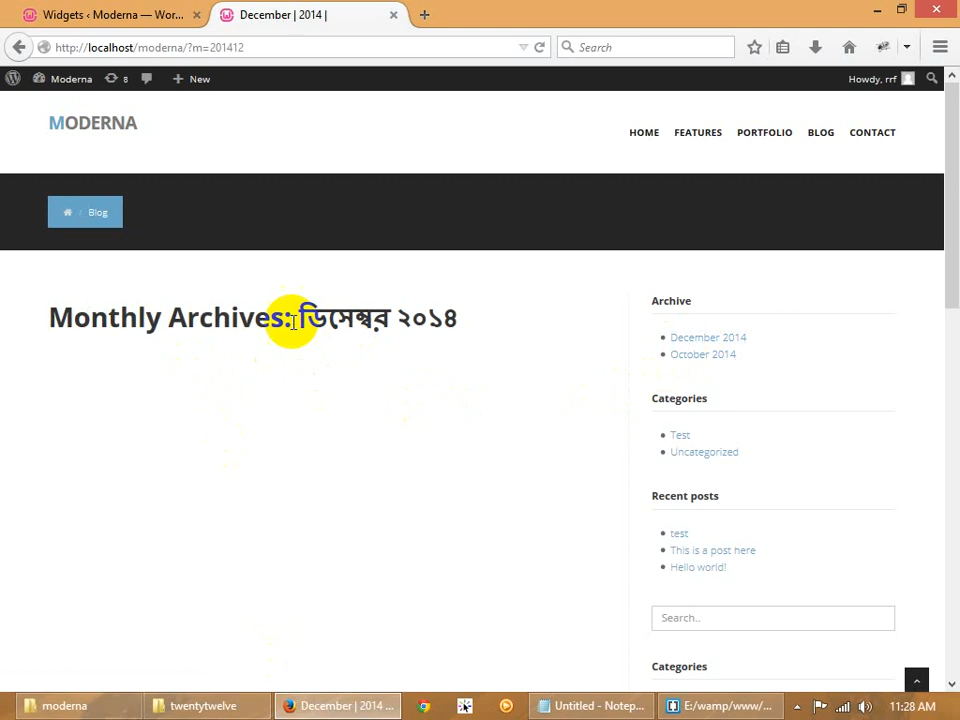 Widgets ‹ Moderna — Wor...
December | 2014 |
http://localhost/moderna/?m=201412
Search
Moderna
8
New
Howdy, rrf
MODERNA
HOME
FEATURES
PORTFOLIO
BLOG
CONTACT
/ Blog
Monthly Archives: ডিসেম্বর ২০১৪
Archive
December 2014
October 2014
Categories
Test
Uncategorized
Recent posts
test
This is a post here
Hello world!
Search..
Categories
moderna
twentytwelve
December | 2014 ...
Untitled - Notep...
E:/wamp/www/...
11:28 AM